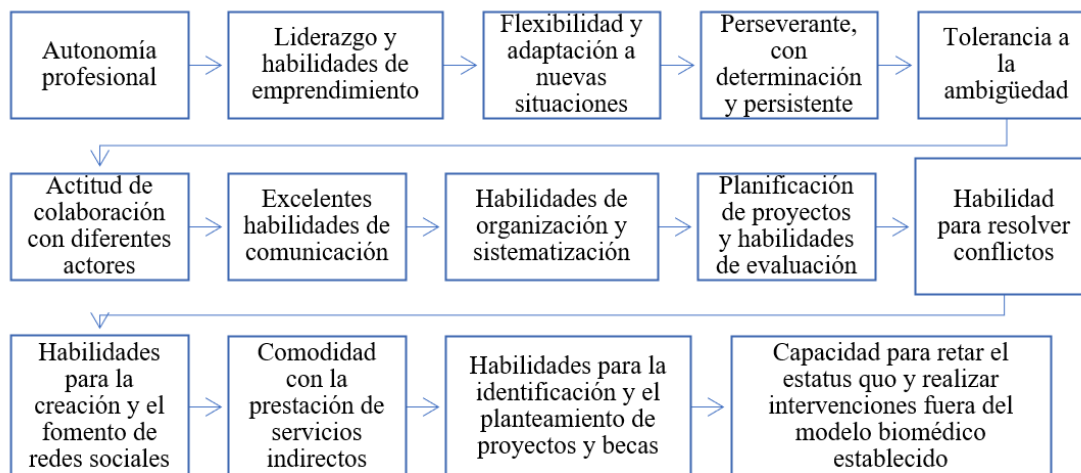 Autonomía
profesional
Liderazgo y
habilidades de
emprendimiento
Flexibilidad y
adaptación a
nuevas
situaciones
Perseverante,
con
determinación
y persistente
Tolerancia a
la
ambigüedad
Actitud de
colaboración
con diferentes
actores
Excelentes
habilidades de
comunicación
Habilidades de
organización y
sistematización
Planificación
de proyectos
y habilidades
de evaluación
Habilidad
para resolver
conflictos
Habilidades
para la
creación y el
fomento de
redes sociales
Comodidad
con la
prestación de
servicios
indirectos
Habilidades para la
identificación y el
planteamiento de
proyectos y becas
Capacidad para retar el
estatus quo y realizar
intervenciones fuera del
modelo biomédico
establecido